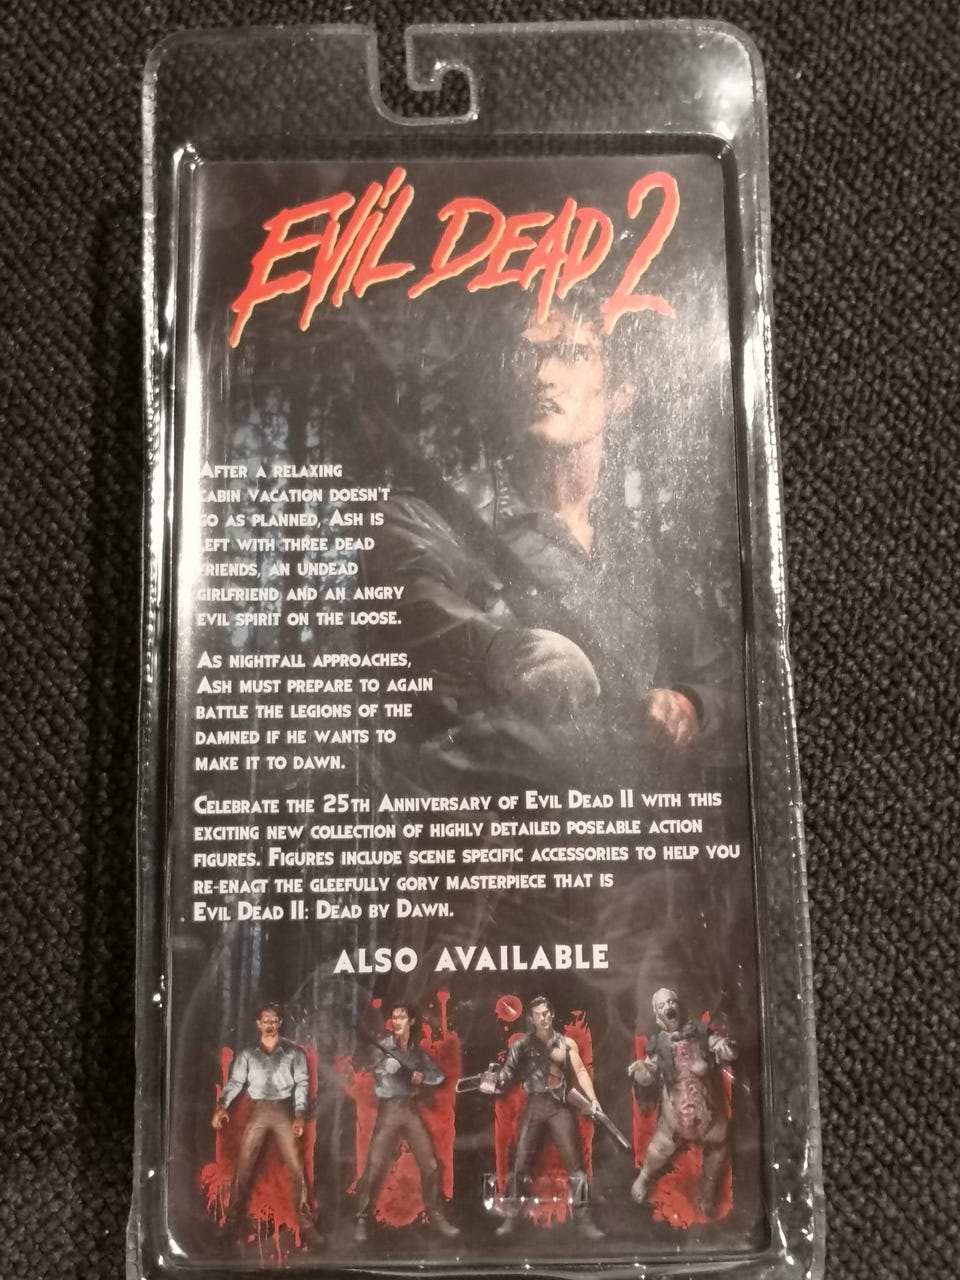 EVIL DEAD 2
AFTER A RELAXING
CABIN VACATION DOESN'T
GO AS PLANNED, ASH IS
LEFT WITH THREE DEAD
FRIENDS, AN UNDEAD
GIRLFRIEND AND AN ANGRY
EVIL SPIRIT ON THE LOOSE.
AS NIGHTFALL APPROACHES,
ASH MUST PREPARE TO AGAIN
BATTLE THE LEGIONS OF THE
DAMNED IF HE WANTS TO
MAKE IT TO DAWN.
CELEBRATE THE 25TH ANNIVERSARY OF EVIL DEAD II WITH THIS
EXCITING NEW COLLECTION OF HIGHLY DETAILED POSEABLE ACTION
FIGURES. FIGURES INCLUDE SCENE SPECIFIC ACCESSORIES TO HELP YOU
RE-ENACT THE GLEEFULLY GORY MASTERPIECE THAT IS
EVIL DEAD II: DEAD BY DAWN.
ALSO AVAILABLE